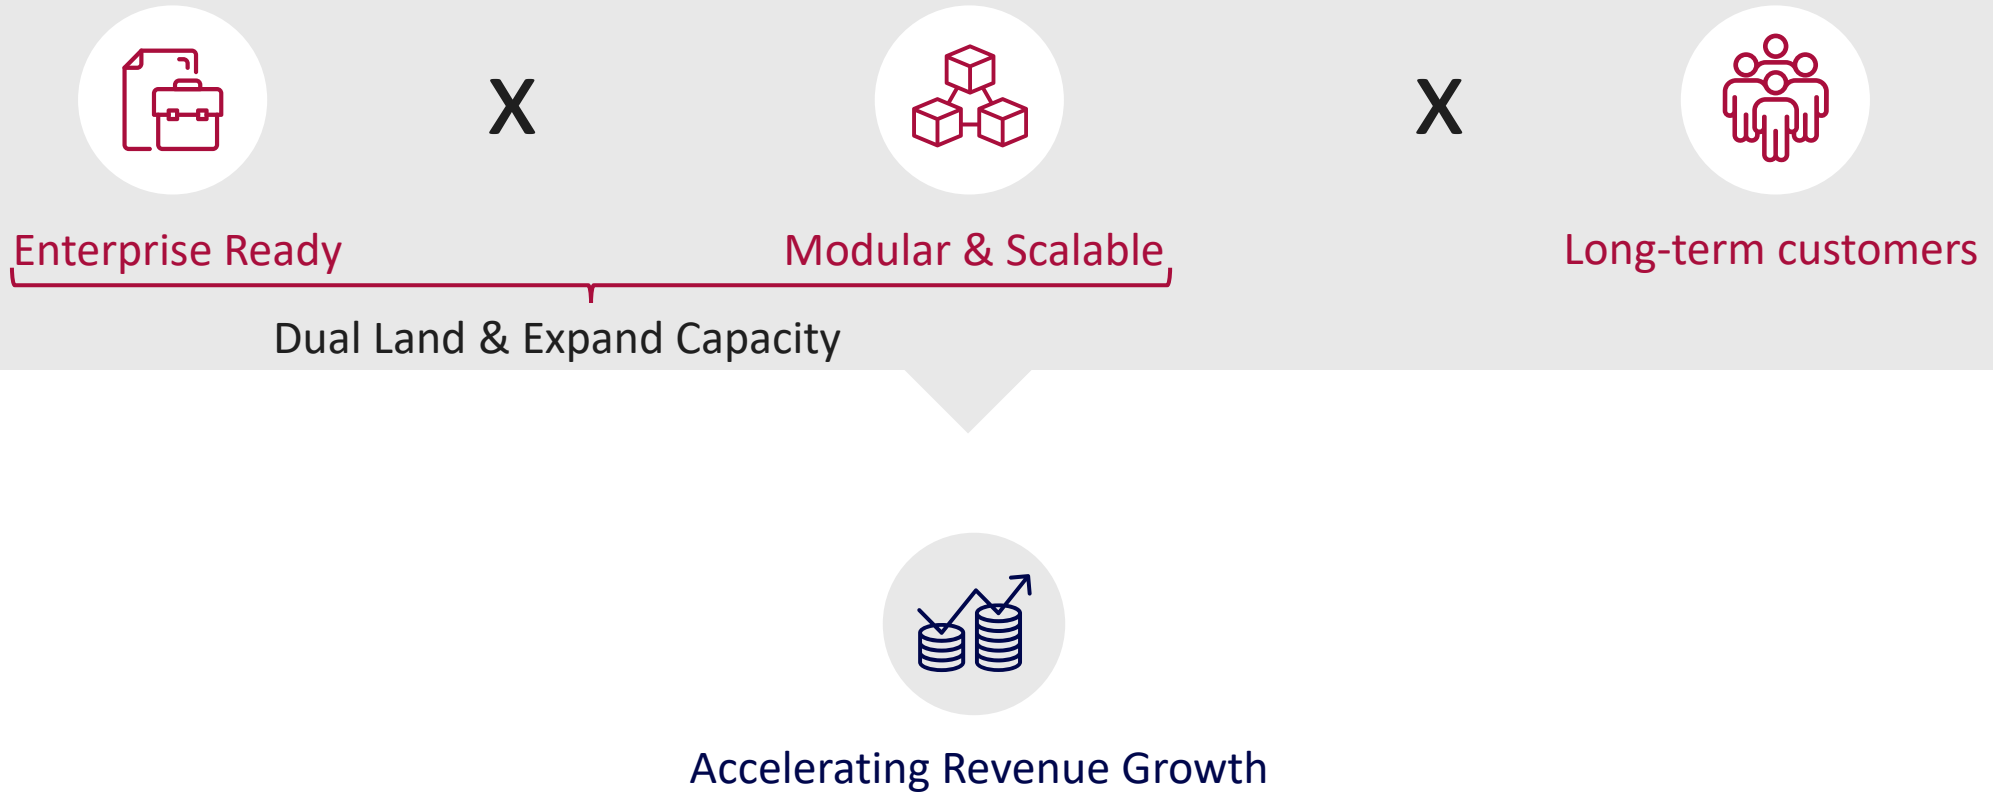 X
X
Enterprise Ready
Modular & Scalable
Long-term customers
Dual Land & Expand Capacity
Accelerating Revenue Growth